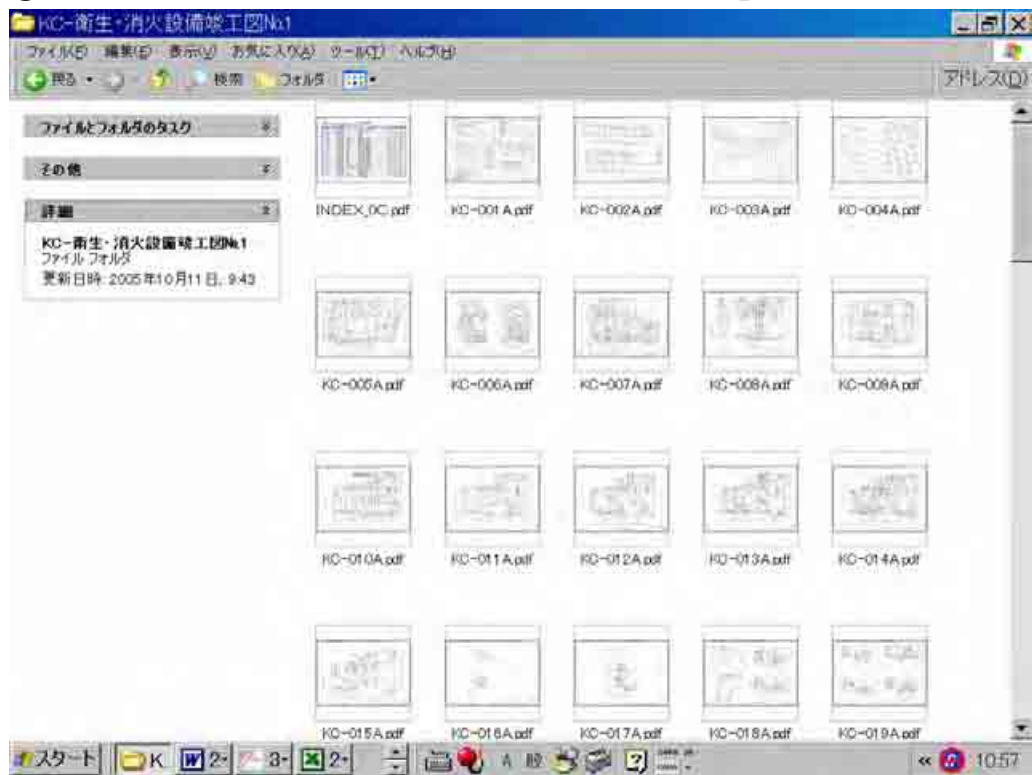 KC-衛生・消火設備竣工図№1
ファイル(F) 編集(E) 表示(V) お気に入り(A) ツール(T) ヘルプ(H)
戻る 検索 フォルダ アドレス(D)
ファイルとフォルダのタスク
その他
詳細
KC-衛生・消火設備竣工図№1
ファイル フォルダ
更新日時: 2005年10月11日、9:43
INDEX_0C.pdf KC-001A.pdf KC-002A.pdf KC-003A.pdf KC-004A.pdf
KC-005A.pdf KC-006A.pdf KC-007A.pdf KC-008A.pdf KC-009A.pdf
KC-010A.pdf KC-011A.pdf KC-012A.pdf KC-013A.pdf KC-014A.pdf
KC-015A.pdf KC-016A.pdf KC-017A.pdf KC-018A.pdf KC-019A.pdf
スタート K 2- 3- 2- A 般 « 10:57